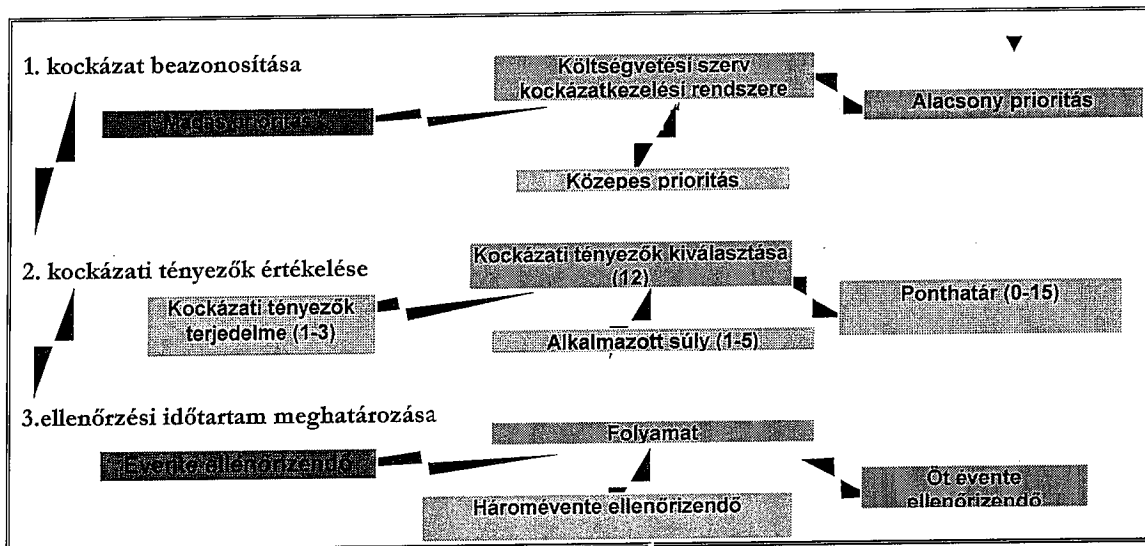 1. kockázat beazonosítása
Költségvetési szerv
kockázatkezelési rendszere
Alacsony prioritás
Közepes prioritás
2. kockázati tényezők értékelése
Kockázati tényezők kiválasztása
(12)
Kockázati tényezők
terjedelme (1-3)
Ponthatár (0-15)
Alkalmazott súly (1-5)
3.ellenőrzési időtartam meghatározása
Folyamat
Évente ellenőrizendő
Öt évente
ellenőrizendő
Háromévente ellenőrizendő